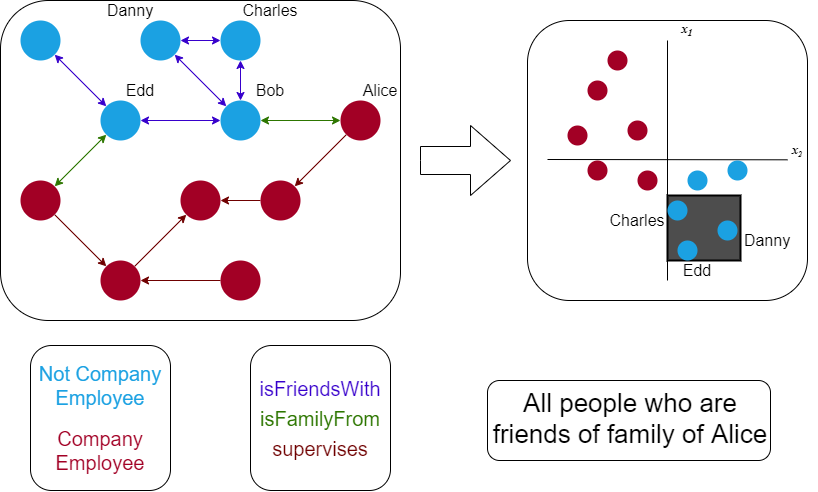 Danny
Charles
Edd
Bob
Alice
x1
x2
Charles
Danny
Edd
Not Company
Employee
Company
Employee
isFriendsWith
isFamilyFrom
supervises
All people who are
friends of family of Alice